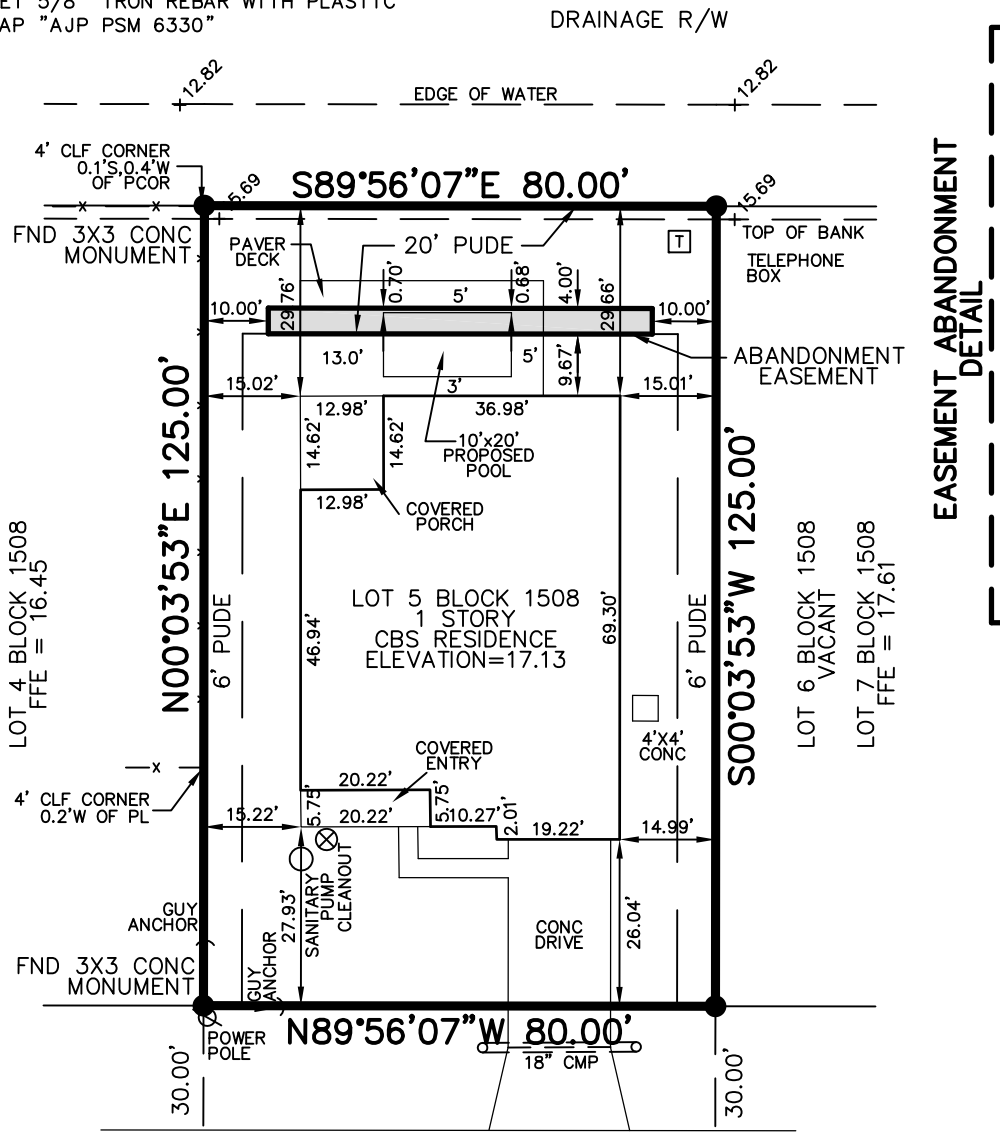 ET 5/8" IRON REBAR WITH PLASTIC
AP "AJP PSM 6330"
DRAINAGE R/W
12.82
12.82
EDGE OF WATER
4' CLF CORNER
0.1'S,0.4'W
OF PCOR
S89°56'07"E 80.00'
15.69
15.69
FND 3X3 CONC
MONUMENT
PAVER
DECK
20' PUDE
T
TOP OF BANK
TELEPHONE
BOX
29.76'
0.70'
5'
0.68'
4.00'
29.66'
10.00'
10.00'
13.0'
5'
9.67'
ABANDONMENT
EASEMENT
15.02'
3'
15.01'
12.98'
36.98'
14.62'
14.62'
10'x20'
PROPOSED
POOL
12.98'
COVERED
PORCH
N00°03'53"E 125.00'
S00°03'53"W 125.00'
EASEMENT ABANDONMENT
DETAIL
LOT 4 BLOCK 1508
FFE = 16.45
6' PUDE
46.94'
LOT 5 BLOCK 1508
1 STORY
CBS RESIDENCE
ELEVATION=17.13
69.30'
6' PUDE
LOT 6 BLOCK 1508
VACANT
LOT 7 BLOCK 1508
FFE = 17.61
4'X4'
CONC
COVERED
ENTRY
20.22'
4' CLF CORNER
0.2'W OF PL
5.75'
20.22'
5.75'
10.27'
2.01'
19.22'
15.22'
14.99'
27.93'
SANITARY
PUMP
CLEANOUT
GUY
ANCHOR
GUY
ANCHOR
CONC
DRIVE
26.04'
FND 3X3 CONC
MONUMENT
N89°56'07"W 80.00'
POWER
POLE
18" CMP
30.00'
30.00'